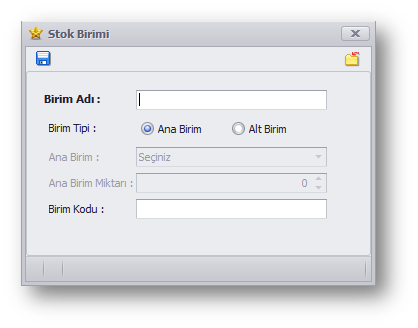 Stok Birimi
Birim Adı :
Birim Tipi : Ana Birim Alt Birim
Ana Birim : Seçiniz
Ana Birim Miktarı : 0
Birim Kodu :